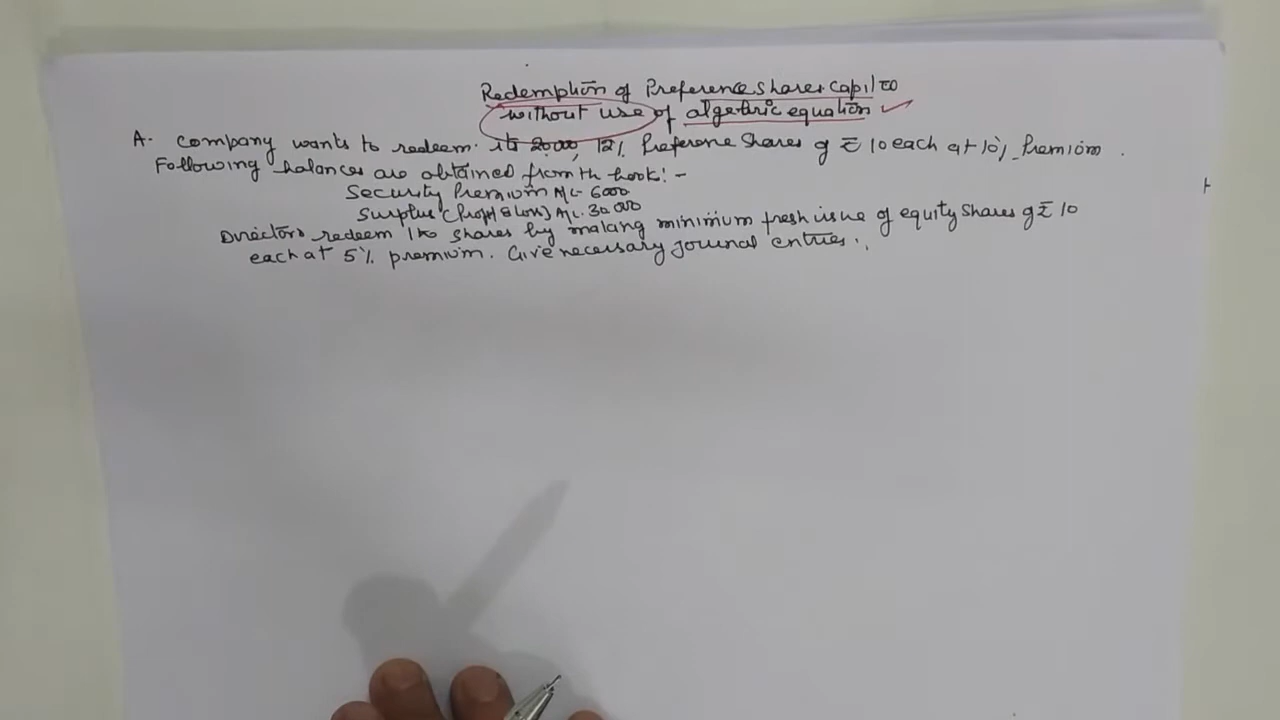 Redemption of Preference shares capital
without use of algebric equation ✓
A. company wants to redeem its 2000, 12% Preference Shares of ₹ 10 each at 10% Premium.
Following balances are obtained from th book:-
Security Premium A/c- 6000
Surplus (Profit & Loss) A/c. 30000
Directors redeem the shares by making minimum fresh issue of equity shares of ₹ 10
each at 5% premium. Give necessary journal entries.